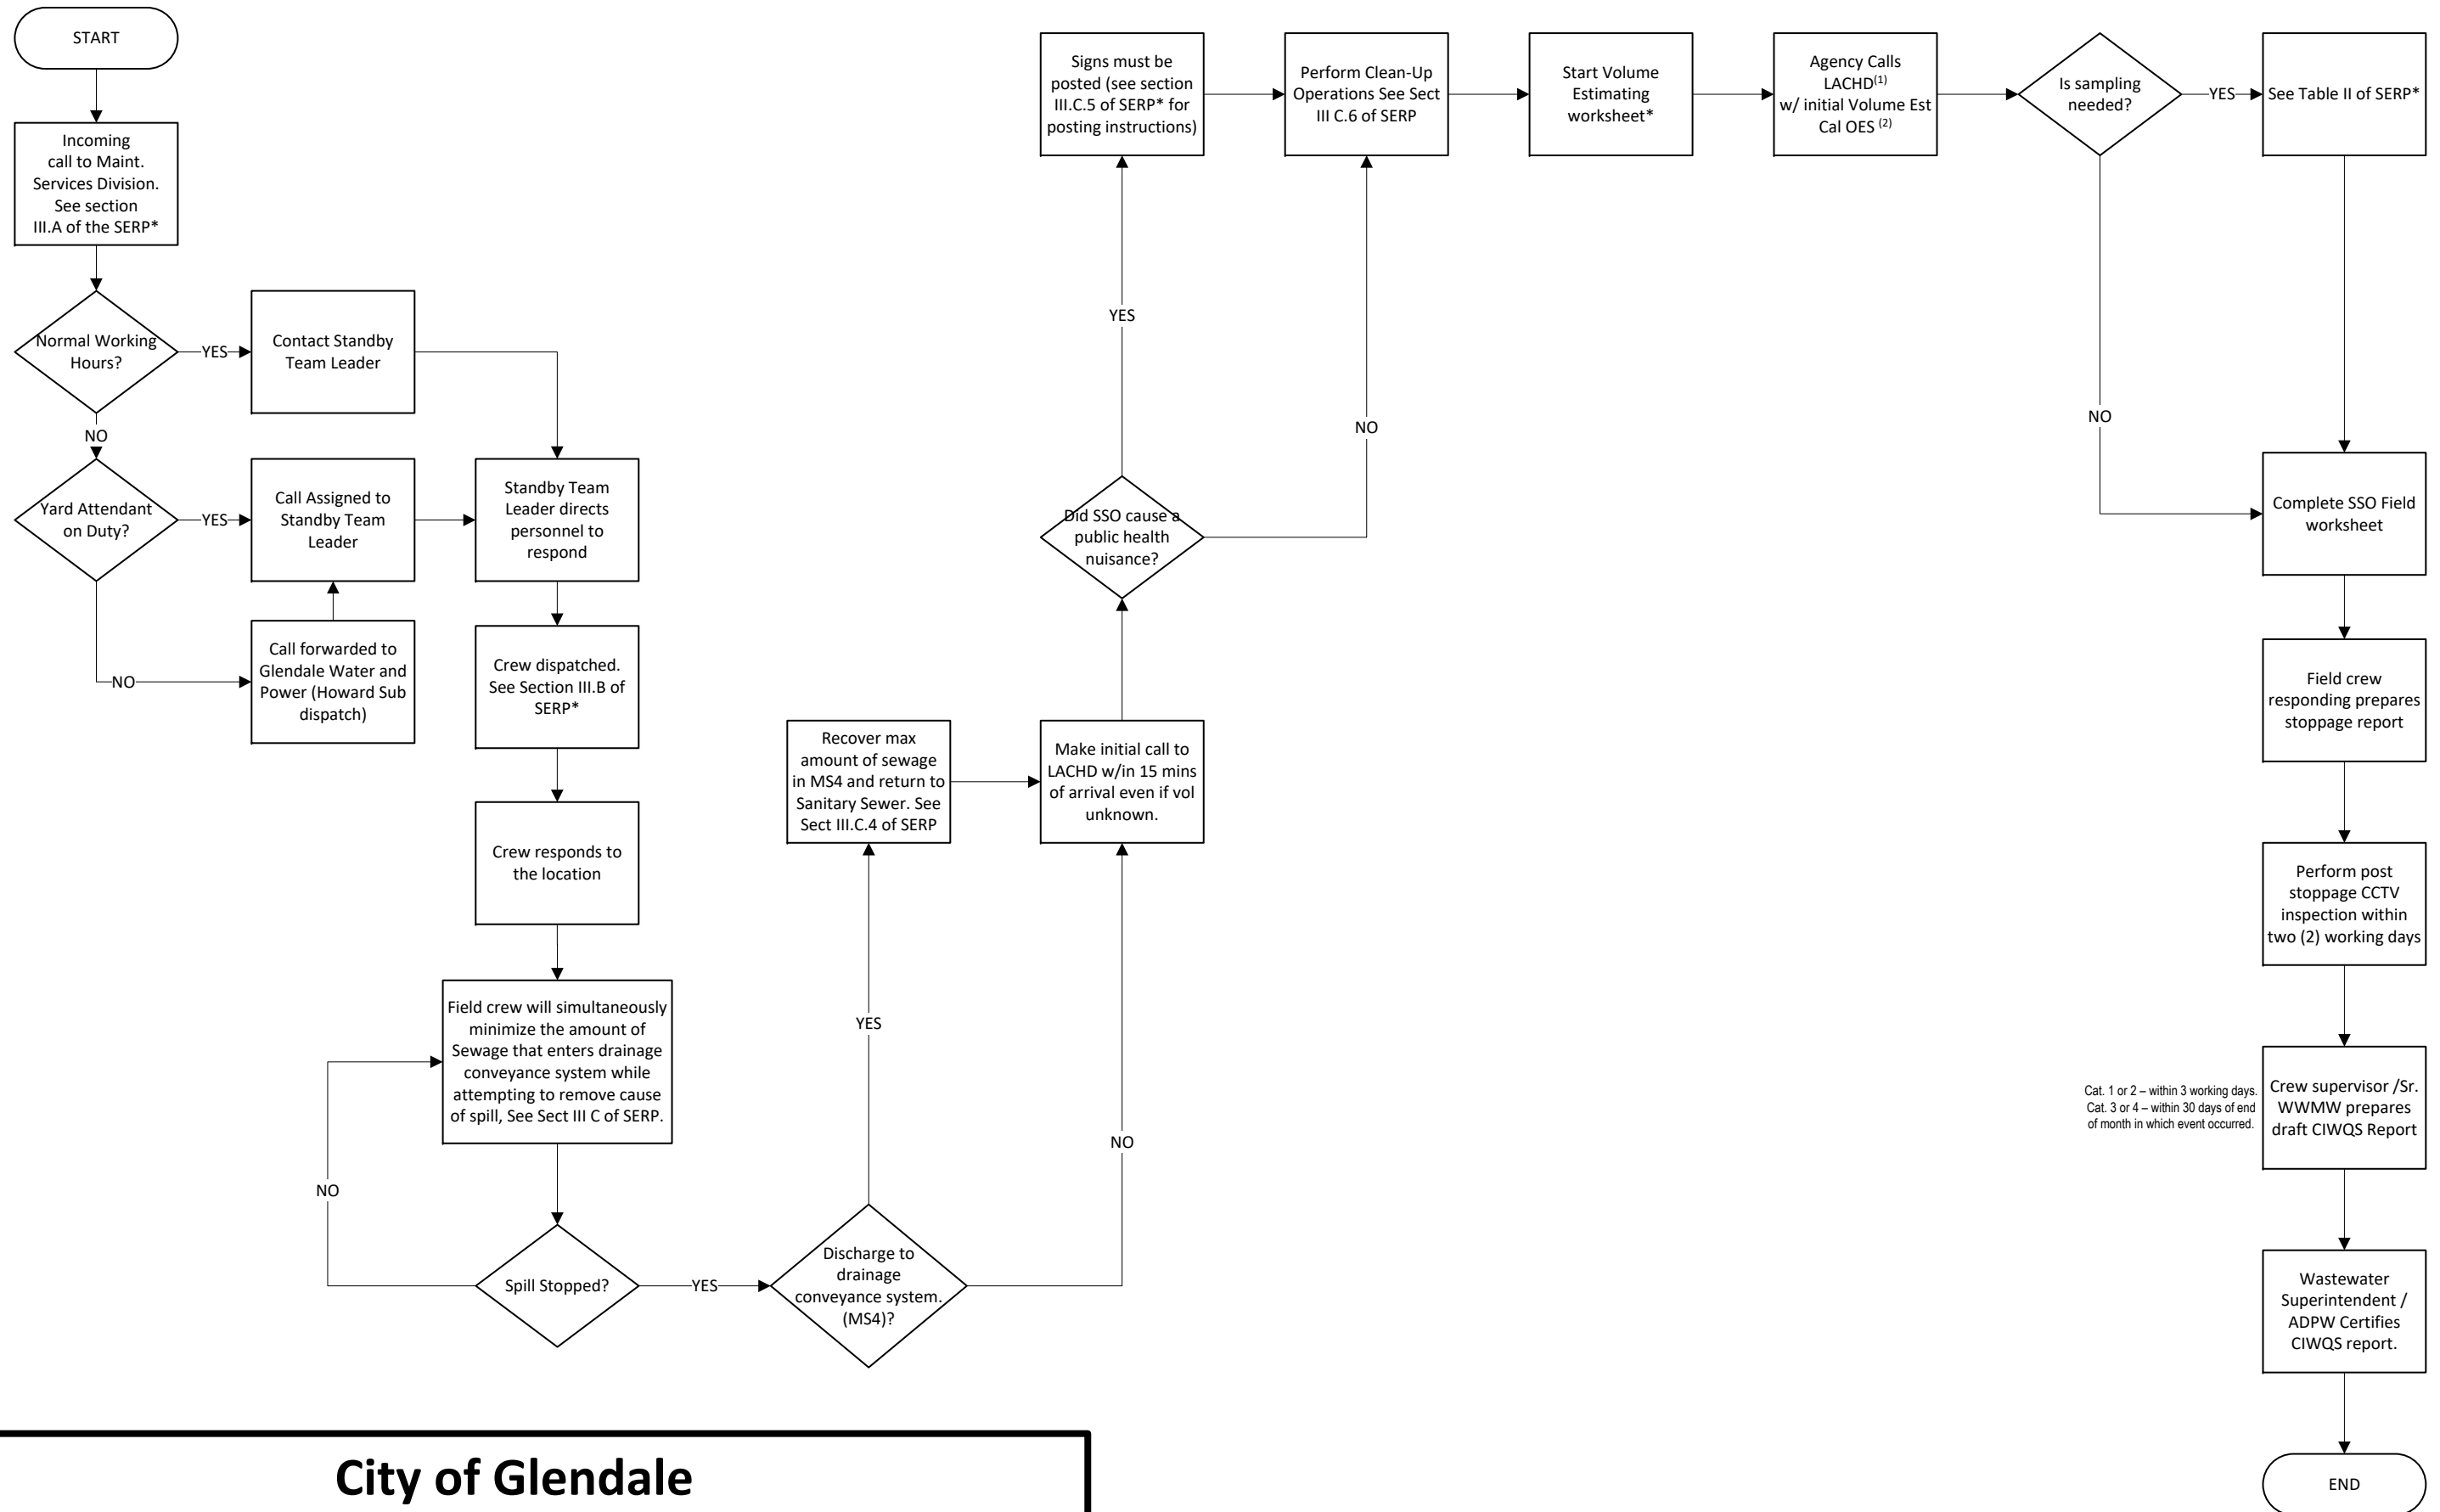 START
Incoming
call to Maint.
Services Division.
See section
III.A of the SERP*
Normal Working
Hours?
YES
Contact Standby
Team Leader
NO
Yard Attendant
on Duty?
YES
Call Assigned to
Standby Team
Leader
Standby Team
Leader directs
personnel to
respond
NO
Call forwarded to
Glendale Water and
Power (Howard Sub
dispatch)
Crew dispatched.
See Section III.B of
SERP*
Crew responds to
the location
Field crew will simultaneously
minimize the amount of
Sewage that enters drainage
conveyance system while
attempting to remove cause
of spill, See Sect III C of SERP.
NO
Spill Stopped?
YES
Discharge to
drainage
conveyance system.
(MS4)?
YES
NO
Recover max
amount of sewage
in MS4 and return to
Sanitary Sewer. See
Sect III.C.4 of SERP
Make initial call to
LACHD w/in 15 mins
of arrival even if vol
unknown.
Did SSO cause a
public health
nuisance?
YES
NO
Signs must be
posted (see section
III.C.5 of SERP* for
posting instructions)
Perform Clean-Up
Operations See Sect
III C.6 of SERP
Start Volume
Estimating
worksheet*
Agency Calls
LACHD(1)
w/ initial Volume Est
Cal OES (2)
Is sampling
needed?
YES
See Table II of SERP*
NO
Complete SSO Field
worksheet
Field crew
responding prepares
stoppage report
Perform post
stoppage CCTV
inspection within
two (2) working days
Cat. 1 or 2 – within 3 working days.
Cat. 3 or 4 – within 30 days of end
of month in which event occurred.
Crew supervisor /Sr.
WWMW prepares
draft CIWQS Report
Wastewater
Superintendent /
ADPW Certifies
CIWQS report.
END
City of Glendale